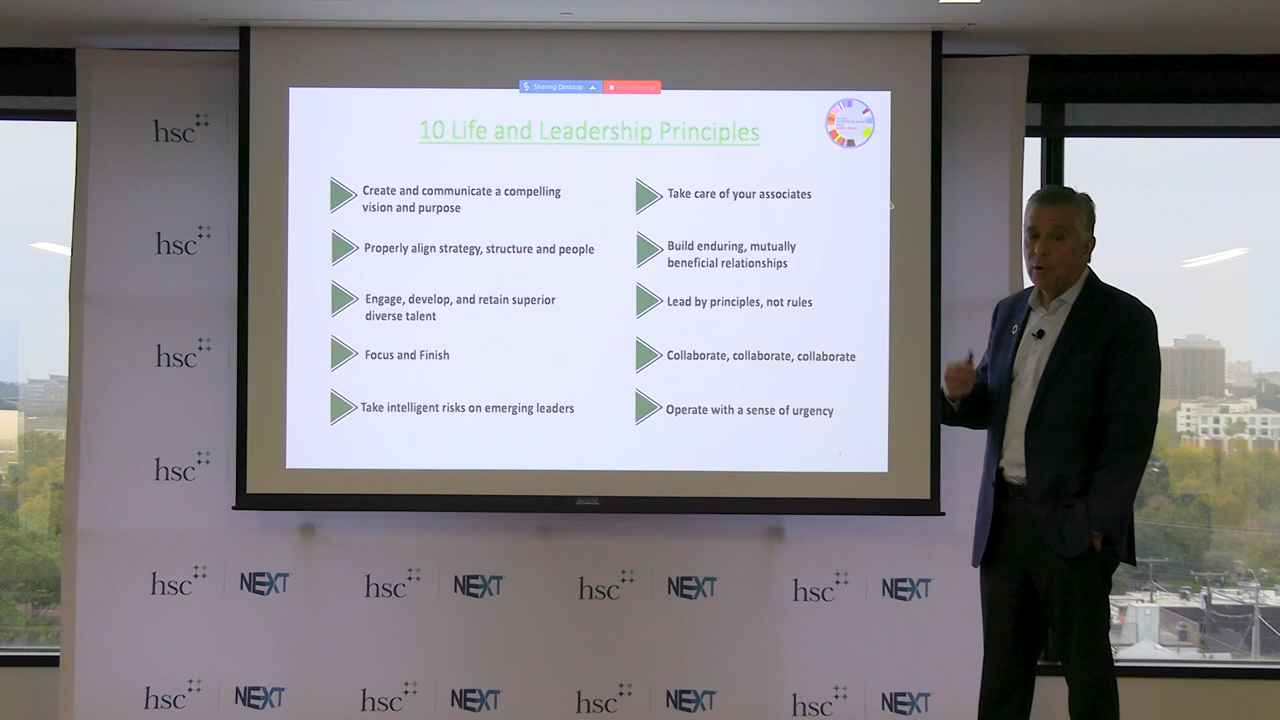 Sharing Desktop
10 Life and Leadership Principles
Create and communicate a compelling
vision and purpose
Properly align strategy, structure and people
Engage, develop, and retain superior
diverse talent
Focus and Finish
Take intelligent risks on emerging leaders
Take care of your associates
Build enduring, mutually
beneficial relationships
Lead by principles, not rules
Collaborate, collaborate, collaborate
Operate with a sense of urgency
7
hsc
hsc
hsc
hsc
hsc NEXT hsc NEXT hsc NEXT hsc NEXT
hsc NEXT hsc NEXT hsc NEXT hsc NEXT